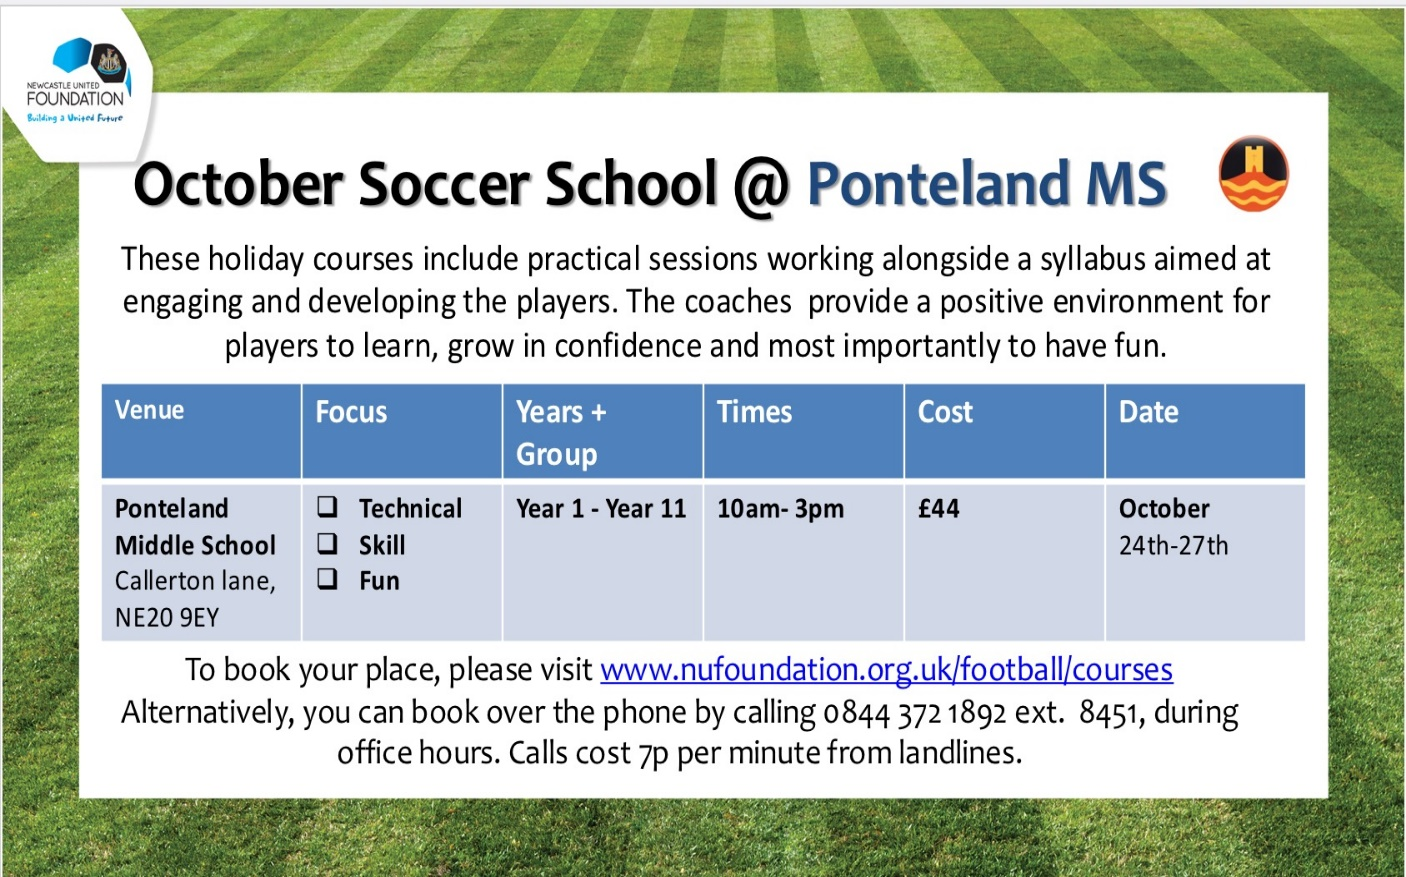 NEWCASTLE UNITED
FOUNDATION
Building a United Future
October Soccer School @ Ponteland MS
These holiday courses include practical sessions working alongside a syllabus aimed at
engaging and developing the players. The coaches provide a positive environment for
players to learn, grow in confidence and most importantly to have fun.
Venue
Focus
Years +
Group
Times
Cost
Date
Ponteland
Middle School
Callerton lane,
NE20 9EY
❑ Technical
❑ Skill
❑ Fun
Year 1 - Year 11
10am- 3pm
£44
October
24th-27th
To book your place, please visit www.nufoundation.org.uk/football/courses
Alternatively, you can book over the phone by calling 0844 372 1892 ext. 8451, during
office hours. Calls cost 7p per minute from landlines.